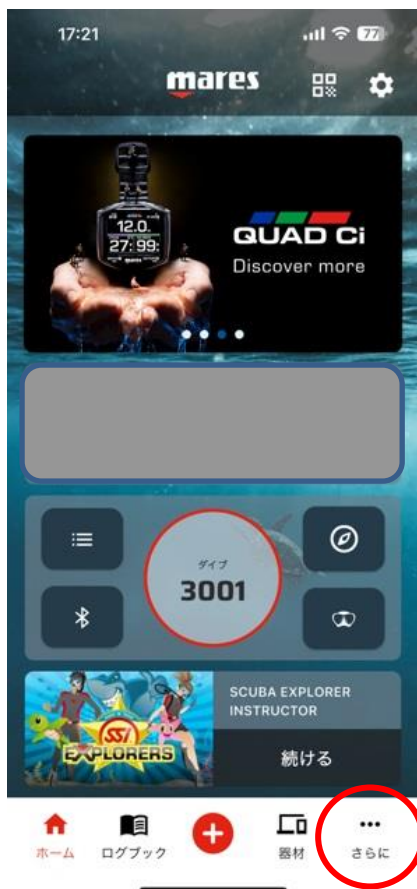 17:21
77
mares
12.0
27:99
QUAD Ci
Discover more
ダイブ
3001
SCUBA EXPLORER
INSTRUCTOR
SSI
EXPLORERS
続ける
ホーム
ログブック
器材
さらに